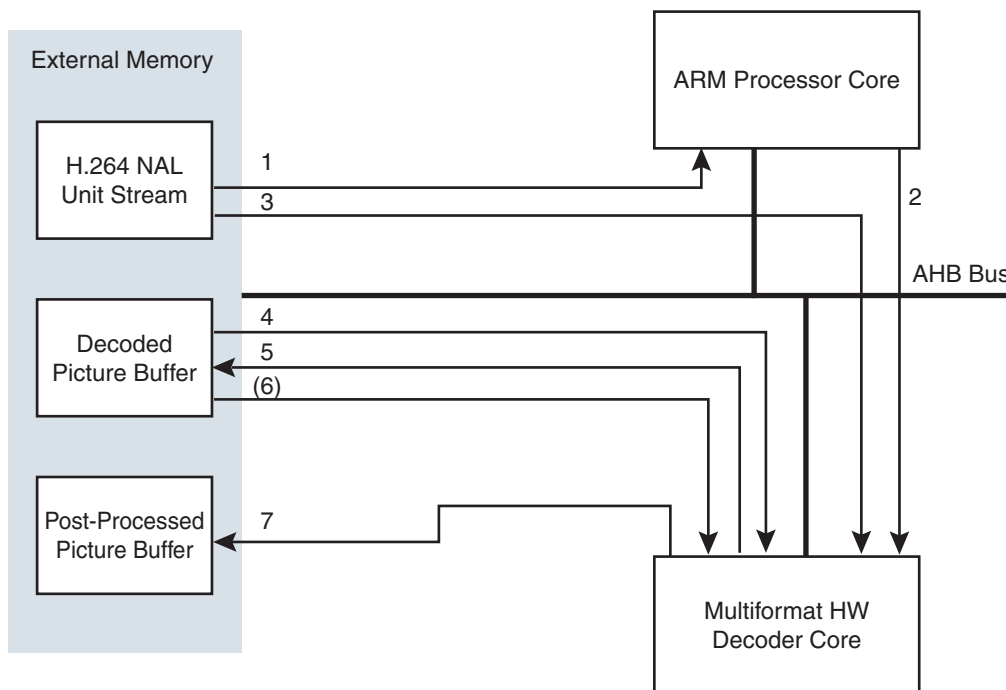 External Memory
ARM Processor Core
H.264 NAL
Unit Stream
1
3
2
AHB Bus
Decoded
Picture Buffer
4
5
(6)
Post-Processed
Picture Buffer
7
Multiformat HW
Decoder Core